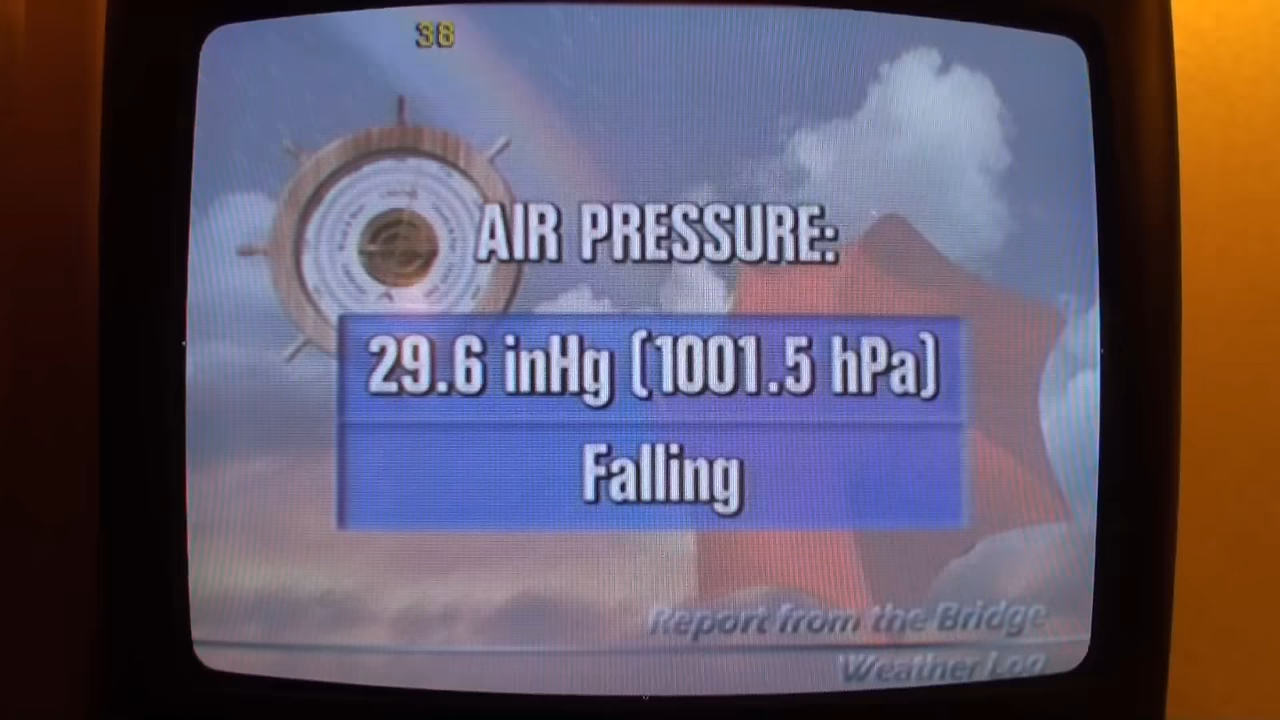 38
AIR PRESSURE:
29.6 inHg (1001.5 hPa)
Falling
Report from the Bridge
Weather Log